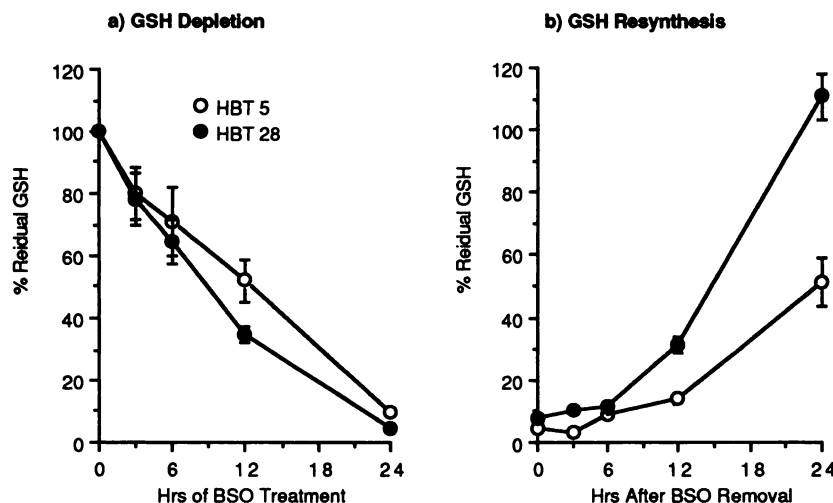 a) GSH Depletion
120
100
80
60
40
20
0
% Reidual GSH
HBT 5
HBT 28
0 6 12 18 24
Hrs of BSO Treatment
b) GSH Resynthesis
120
100
80
60
40
20
0
% Reidual GSH
0 6 12 18 24
Hrs After BSO Removal